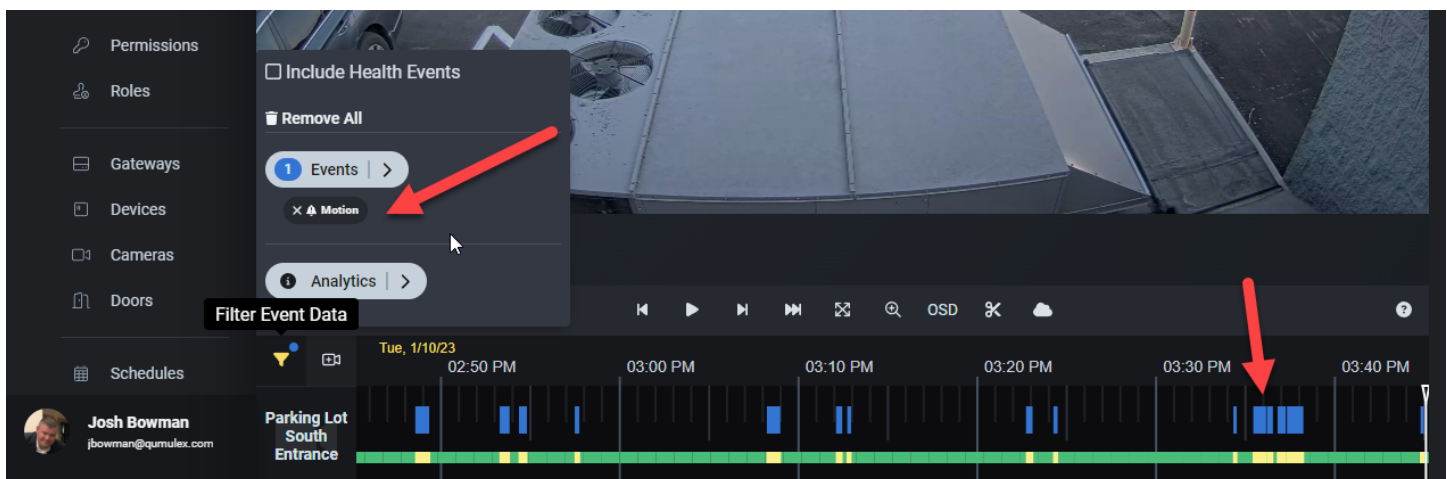 Permissions
Roles
Gateways
Devices
Cameras
Doors
Schedules
Josh Bowman
jbowman@qumulex.com
Include Health Events
Remove All
1 Events
Motion
Analytics
Filter Event Data
OSD
Tue, 1/10/23
02:50 PM 03:00 PM 03:10 PM 03:20 PM 03:30 PM 03:40 PM
Parking Lot
South
Entrance